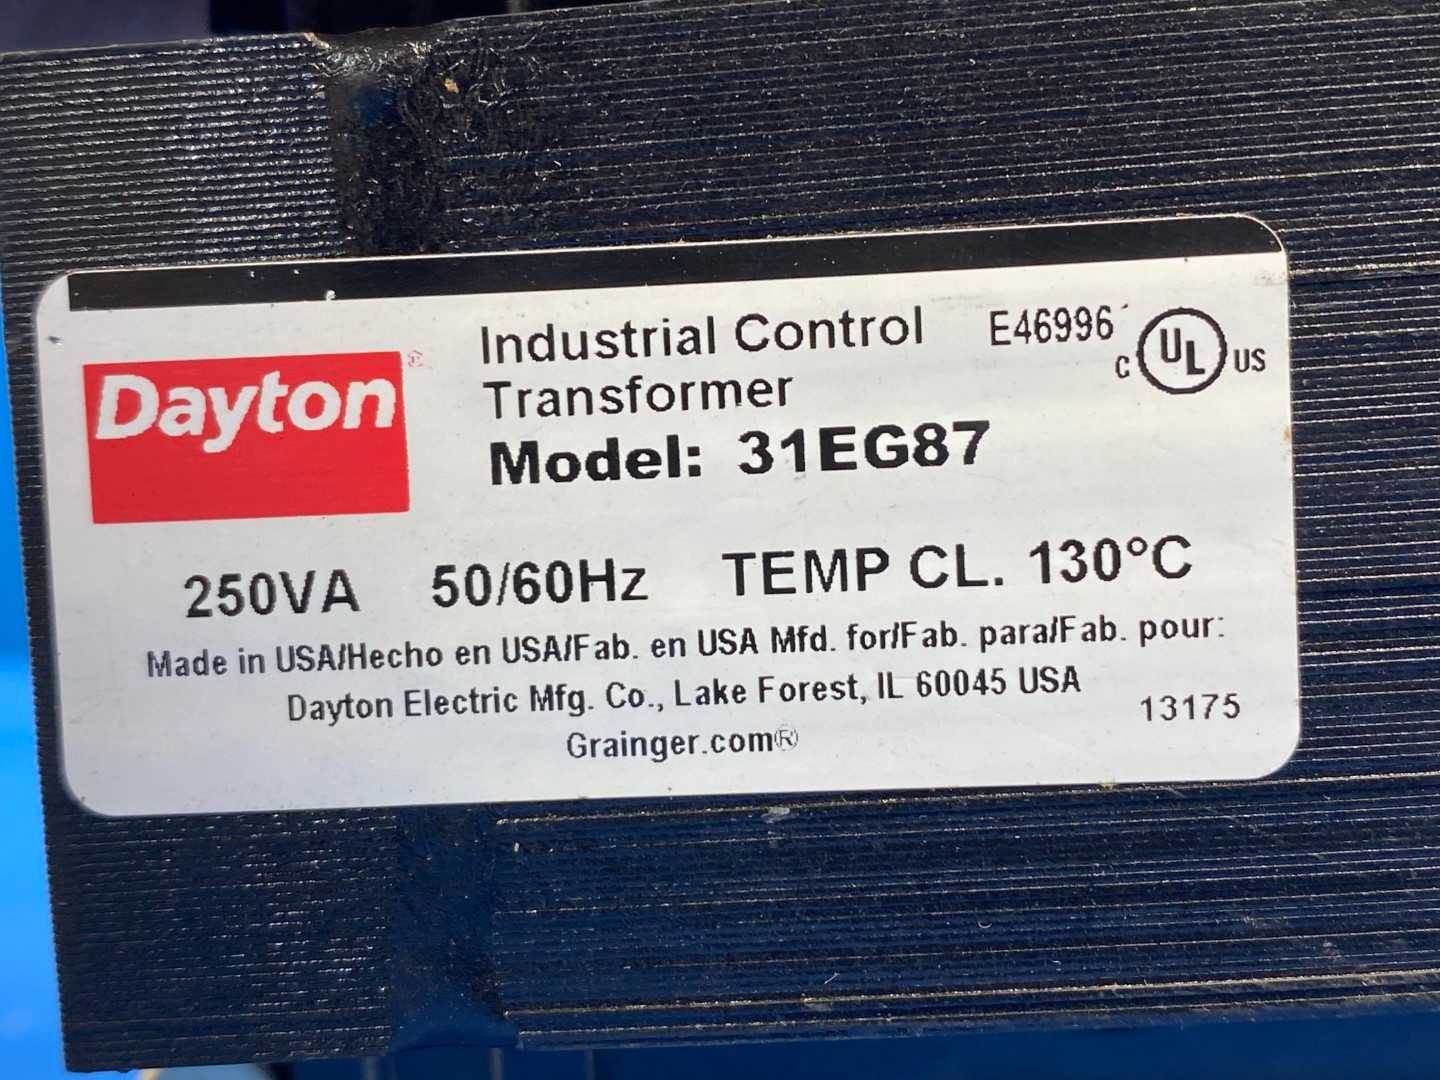 Dayton®
Industrial Control
Transformer
Model: 31EG87
E46996
C UL US
250VA 50/60Hz TEMP CL. 130°C
Made in USA/Hecho en USA/Fab. en USA Mfd. for/Fab. para/Fab. pour:
Dayton Electric Mfg. Co., Lake Forest, IL 60045 USA
13175
Grainger.com®